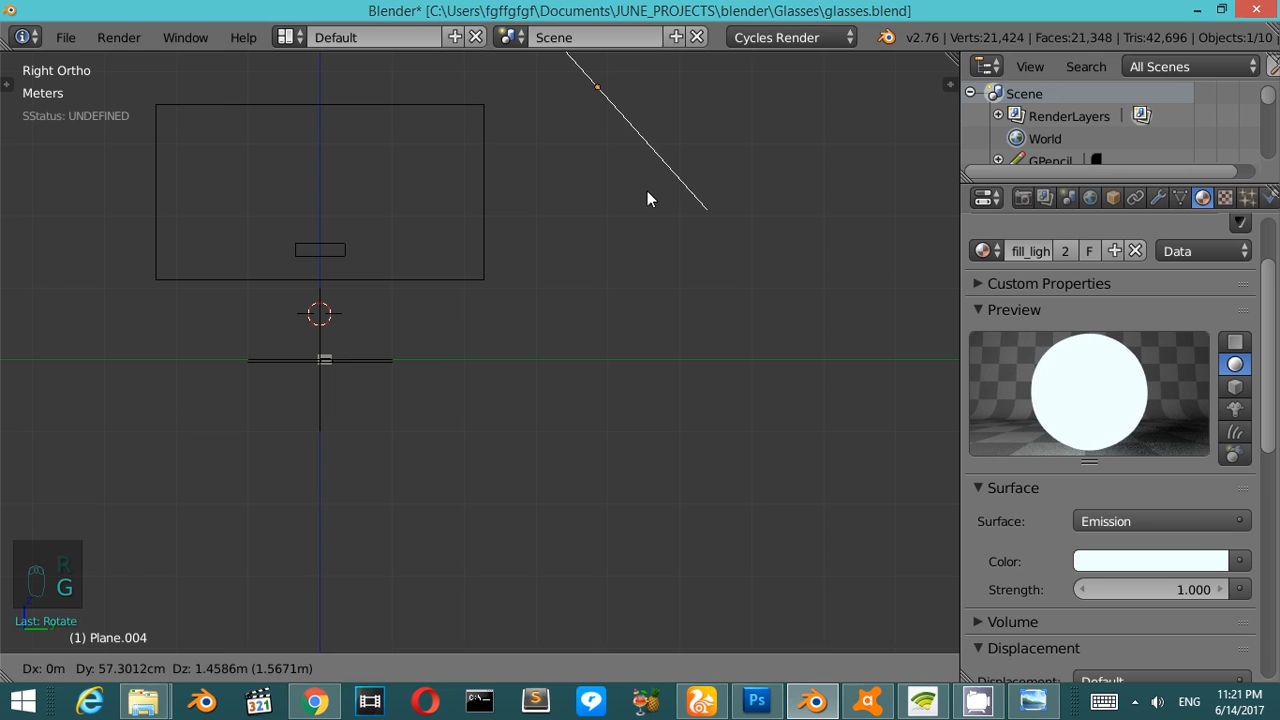 Blender* [C:\Users\fgffgfgf\Documents\JUNE_PROJECTS\blender\Glasses\glasses.blend]
File Render Window Help Default Scene Cycles Render v2.76 | Verts:21,424 | Faces:21,348 | Tris:42,696 | Objects:1/10
Right Ortho
Meters
SStatus: UNDEFINED
View Search All Scenes
Scene
RenderLayers
World
GPencil
fill_ligh 2 F Data
Custom Properties
Preview
Surface
Surface: Emission
Color:
Strength: 1.000
Volume
Displacement
Displacement: Default
R
G
Last: Rotate
(1) Plane.004
Dx: 0m Dy: 57.3012cm Dz: 1.4586m (1.5671m)
321
Ps
ENG
11:21 PM
6/14/2017